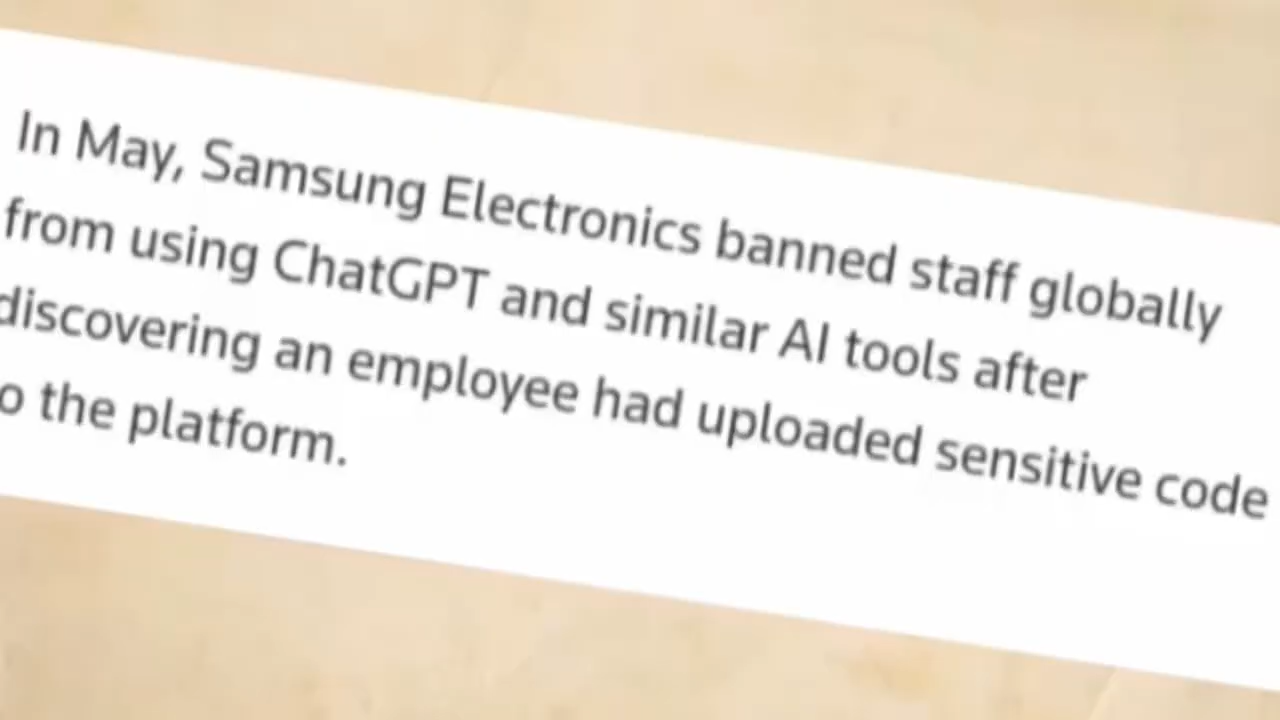 In May, Samsung Electronics banned staff globally
from using ChatGPT and similar AI tools after
discovering an employee had uploaded sensitive code
o the platform.